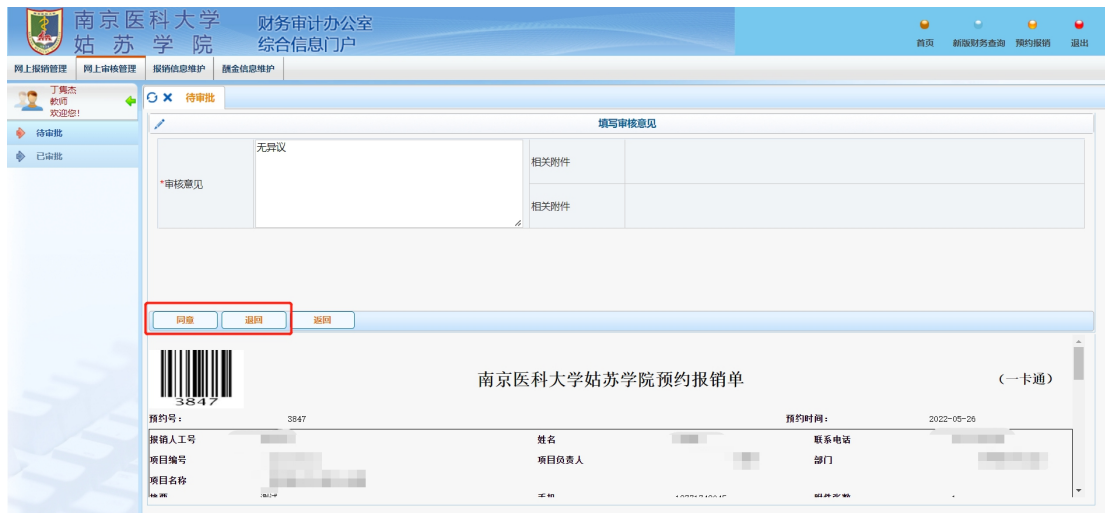 南京医科大学 财务审计办公室
姑苏学院 综合信息门户
首页 新版财务查询 预约报销 退出
网上报销管理 网上审核管理 报销信息维护 酬金信息维护
丁隽杰
教师
欢迎您!
待审批
待审批
已审批
填写审核意见
*审核意见
无异议
相关附件
相关附件
同意 退回 返回
3847
南京医科大学姑苏学院预约报销单 (一卡通)
预约号: 3847 预约时间: 2022-05-26
报销人工号 姓名 联系电话
项目编号 项目负责人 部门
项目名称